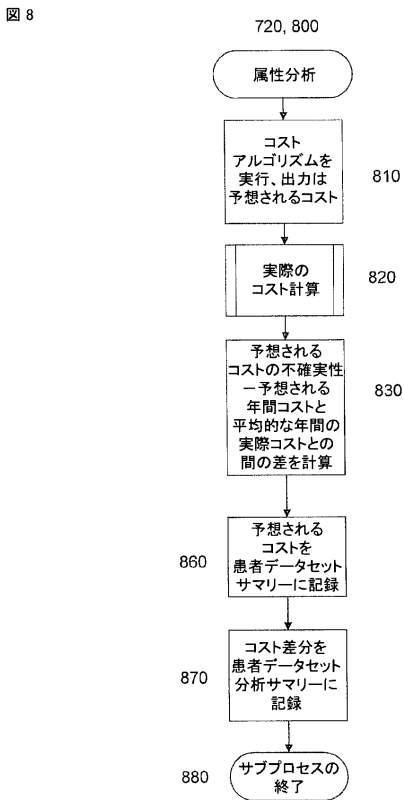 図 8
720, 800
属性分析
コスト
アルゴリズムを
実行、出力は
予想されるコスト
810
実際の
コスト計算
820
予想される
コストの不確実性
－予想される
年間コストと
平均的な年間の
実際コストとの
間の差を計算
830
予想される
コストを
患者データセット
サマリーに記録
860
コスト差分を
患者データセット
分析サマリーに
記録
870
サブプロセスの
終了
880